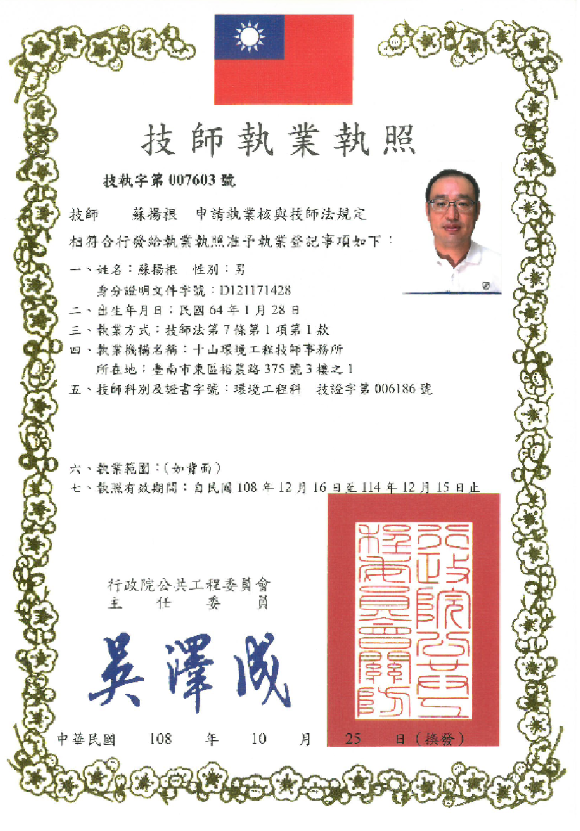 技師執業執照
技執字第 007603 號
技師 蘇揚根 申請執業核與技師法規定
相符合行發給執業執照准予執業登記事項如下：
一、姓名：蘇揚根 性別：男
身分證明文件字號：D121171428
二、出生年月日：民國 64 年 1 月 28 日
三、執業方式：技師法第 7 條第 1 項第 1 款
四、執業機構名稱：十山環境工程技師事務所
所在地：臺南市東區裕農路 375 號 3 樓之 1
五、技師科別及證書字號：環境工程科 技證字第 006186 號
六、執業範圍：（如背面）
七、執照有效期間：自民國 108 年 12 月 16 日至 114 年 12 月 15 日止
行政院公共工程委員會
主任委員
吳澤成
行政院公共工
程委員會關防
中華民國 108 年 10 月 25 日（換發）